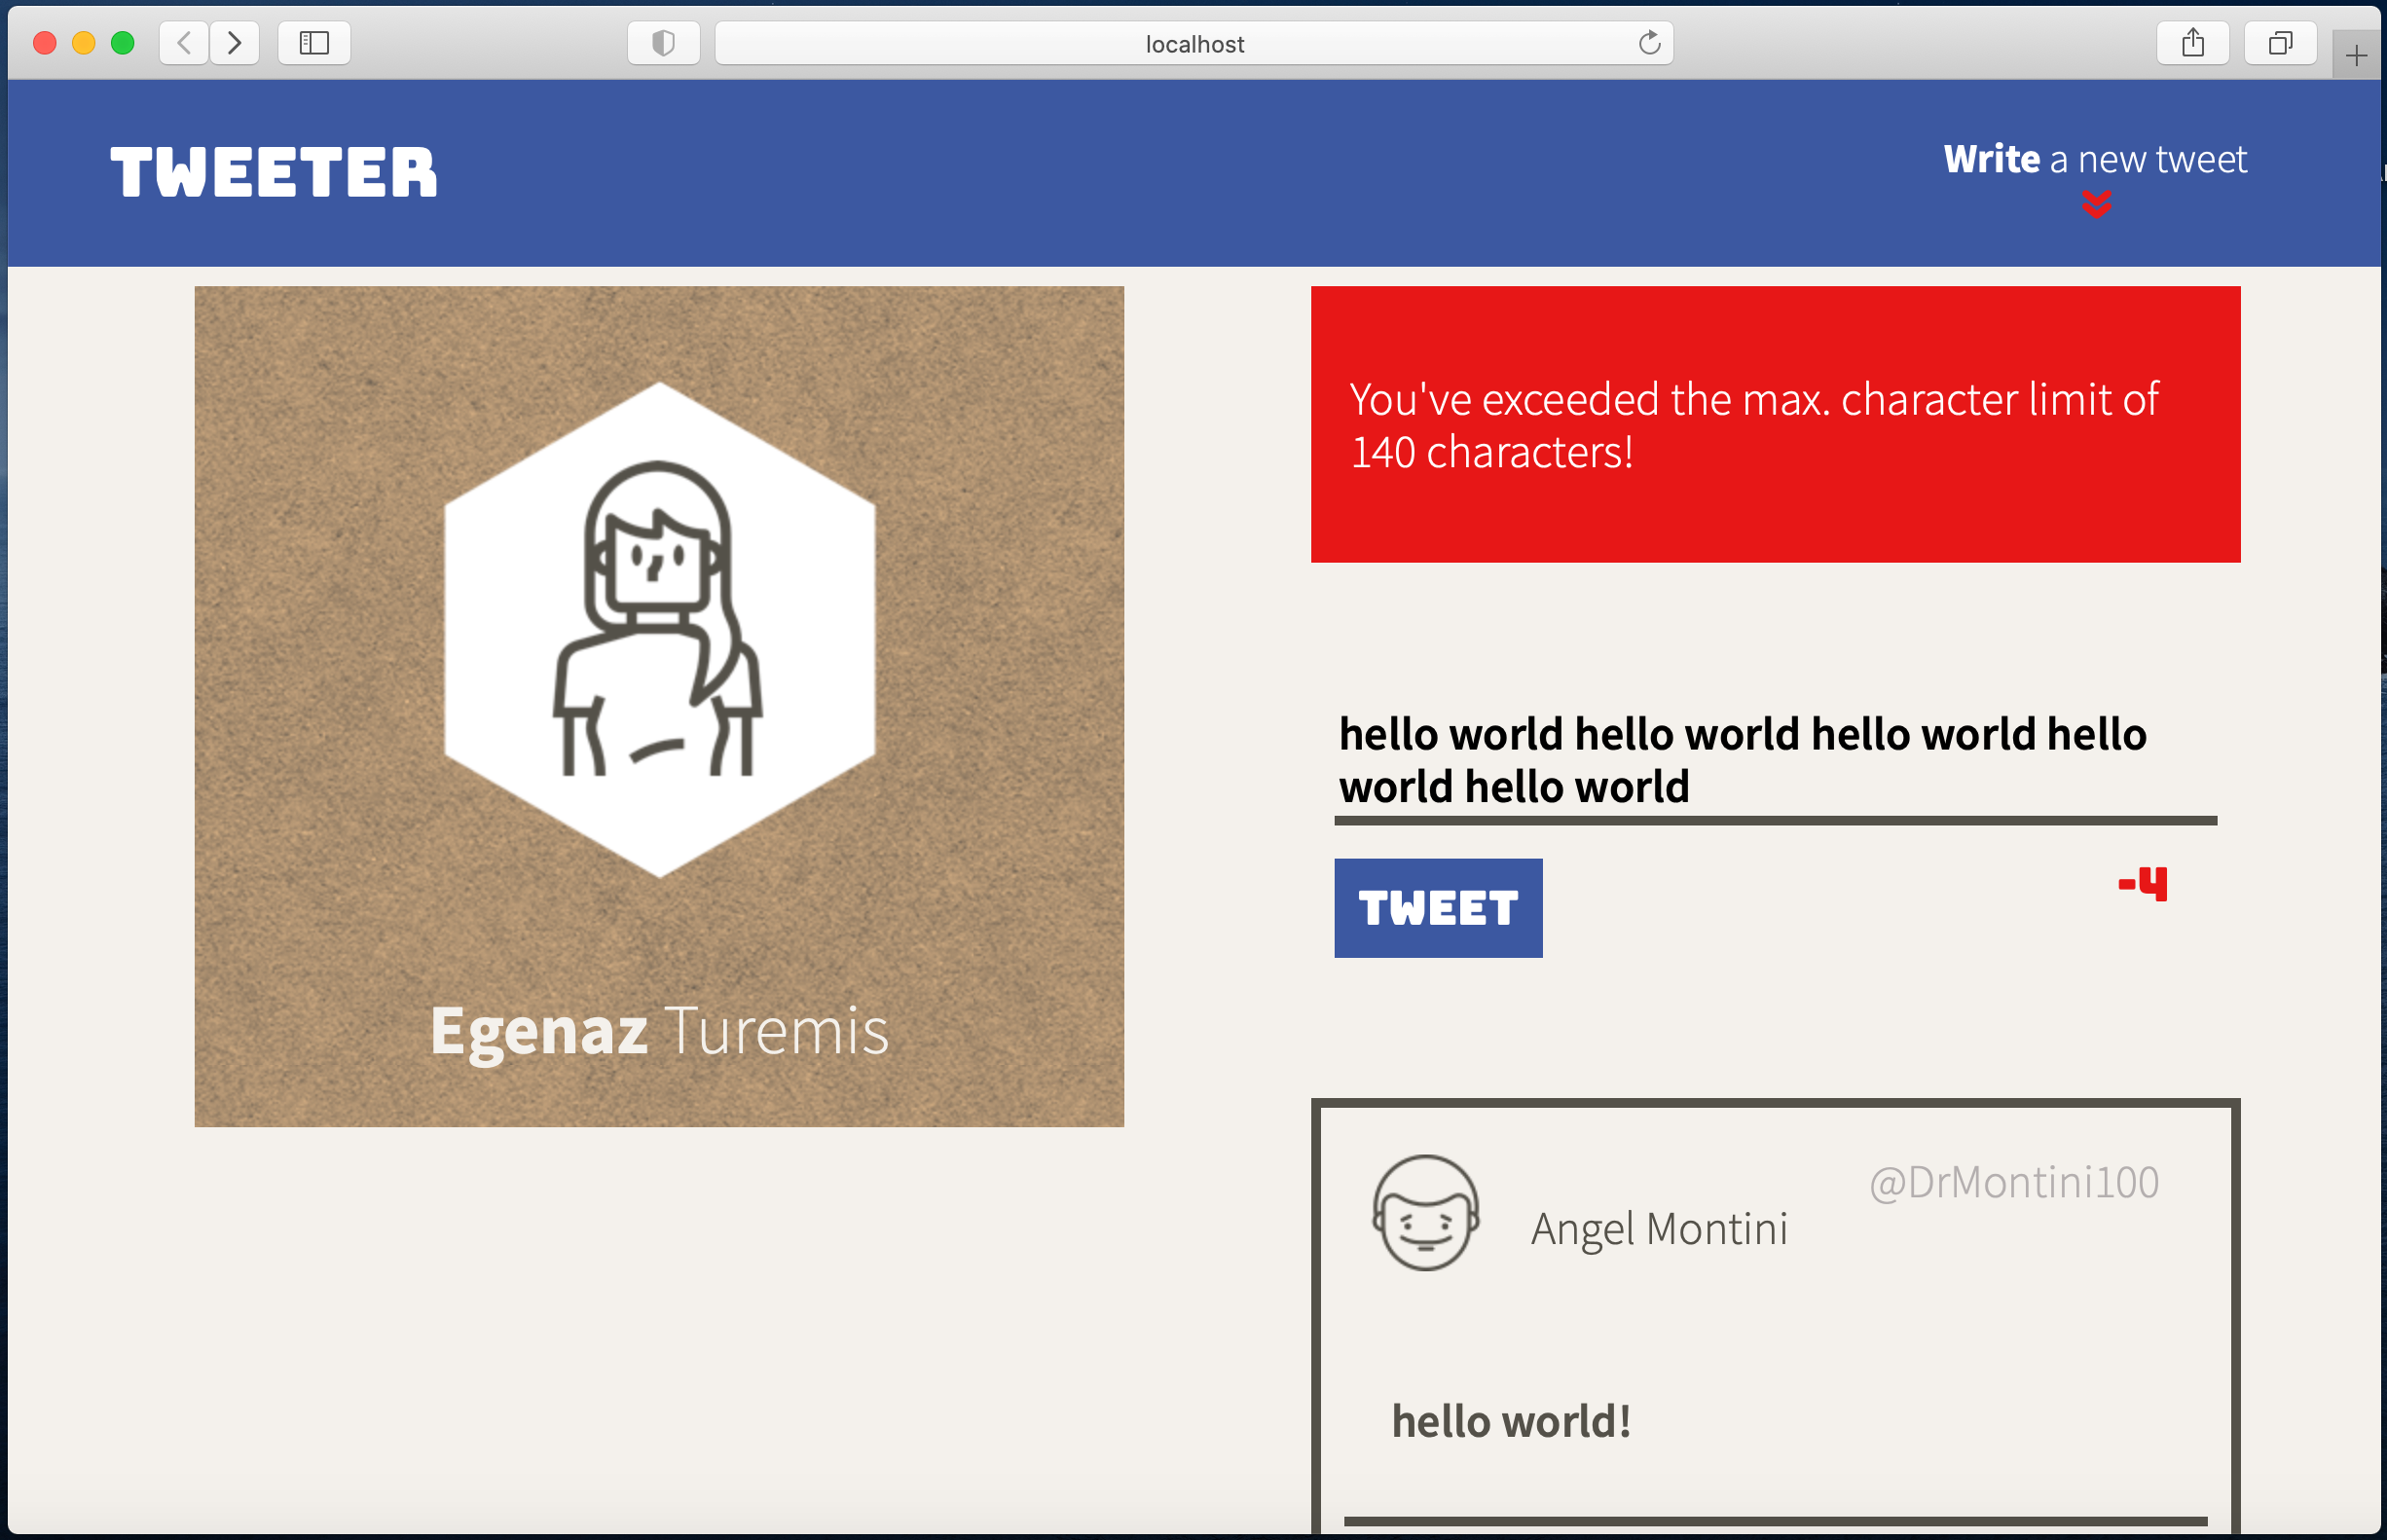 localhost
TWEETER
Write a new tweet
You've exceeded the max. character limit of
140 characters!
hello world hello world hello world hello
world hello world
TWEET
-4
Egenaz Turemis
@DrMontini100
Angel Montini
hello world!